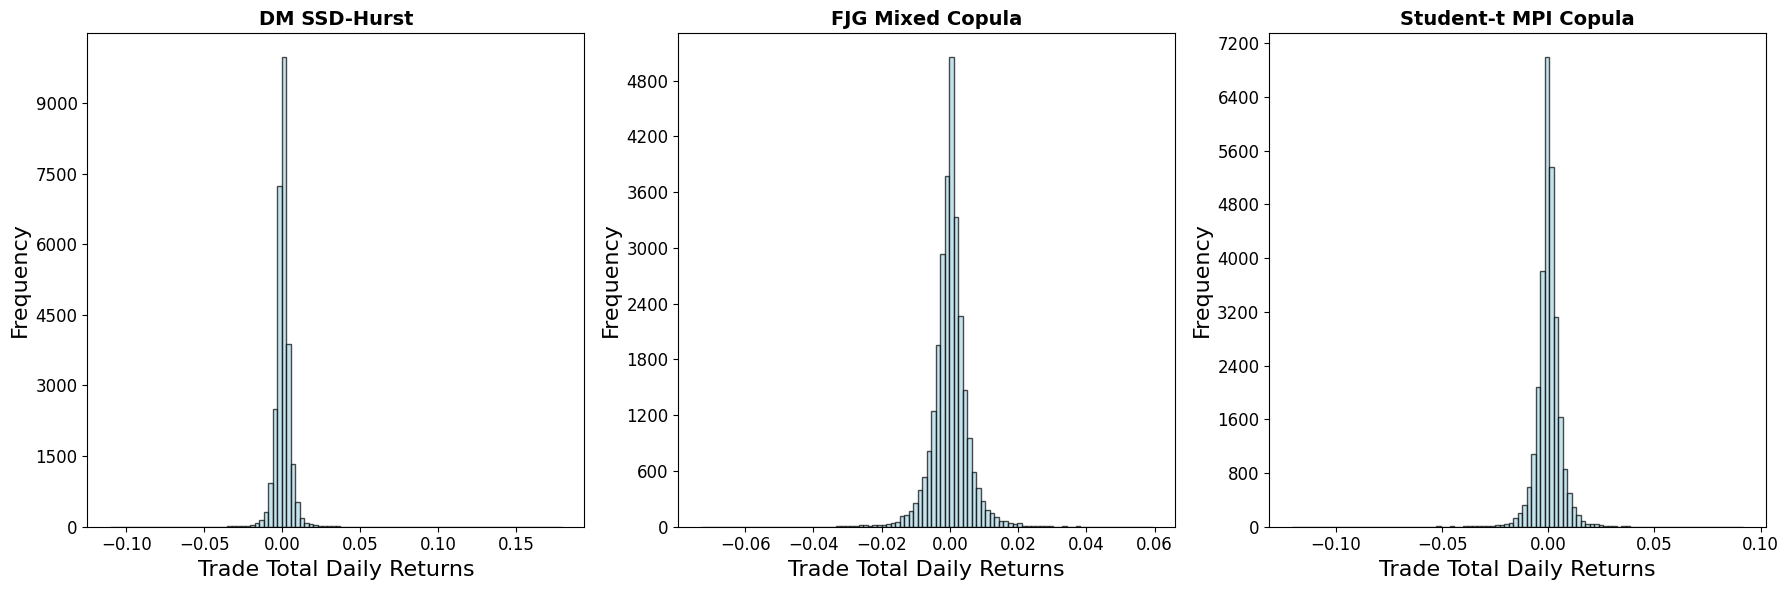 DM SSD-Hurst
Frequency
9000
7500
6000
4500
3000
1500
0
−0.10 −0.05 0.00 0.05 0.10 0.15
Trade Total Daily Returns
FJG Mixed Copula
Frequency
4800
4200
3600
3000
2400
1800
1200
600
0
−0.06 −0.04 −0.02 0.00 0.02 0.04 0.06
Trade Total Daily Returns
Student-t MPI Copula
Frequency
7200
6400
5600
4800
4000
3200
2400
1600
800
0
−0.10 −0.05 0.00 0.05 0.10
Trade Total Daily Returns